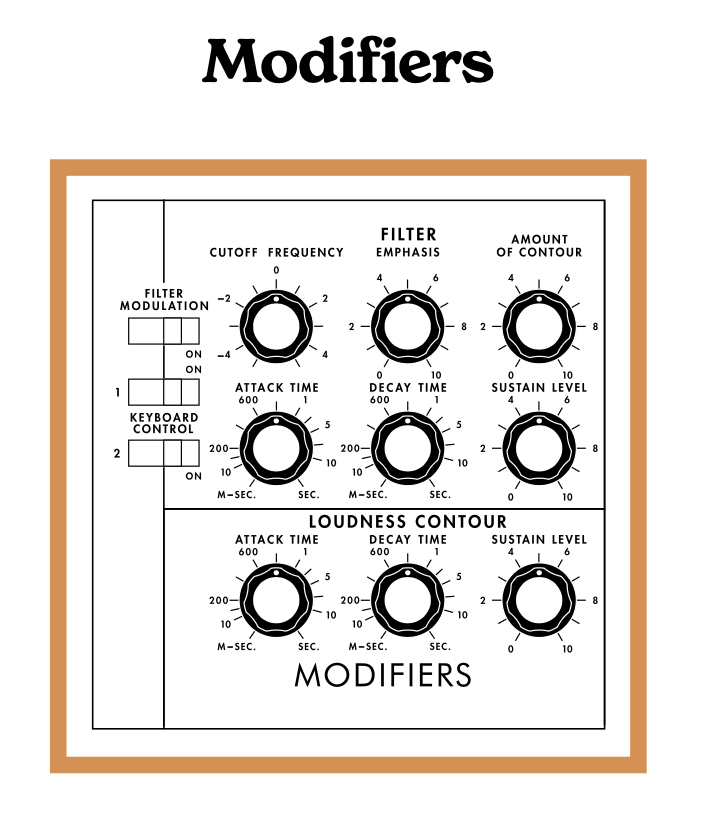 Modifiers
FILTER
CUTOFF FREQUENCY EMPHASIS AMOUNT
OF CONTOUR
0
-2 2
-4 4
4 6
2 8
0 10
4 6
2 8
0 10
FILTER
MODULATION
ON
ON
1
KEYBOARD
CONTROL
2
ON
ATTACK TIME DECAY TIME SUSTAIN LEVEL
600 1
5
200 10
10
M-SEC. SEC.
600 1
5
200 10
10
M-SEC. SEC.
4 6
2 8
0 10
LOUDNESS CONTOUR
ATTACK TIME DECAY TIME SUSTAIN LEVEL
600 1
5
200 10
10
M-SEC. SEC.
600 1
5
200 10
10
M-SEC. SEC.
4 6
2 8
0 10
MODIFIERS